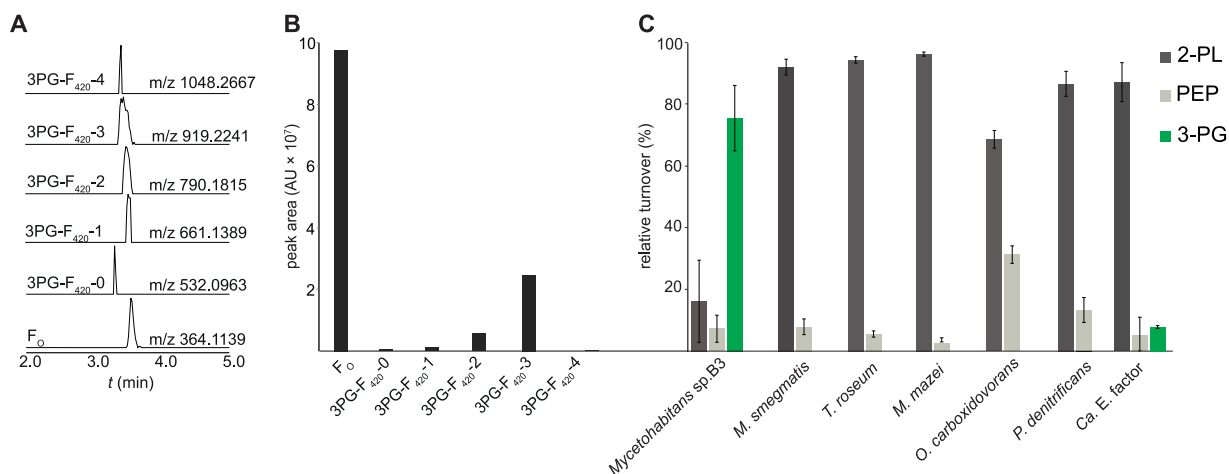 A
3PG-F420-4 m/z 1048.2667
3PG-F420-3 m/z 919.2241
3PG-F420-2 m/z 790.1815
3PG-F420-1 m/z 661.1389
3PG-F420-0 m/z 532.0963
FO m/z 364.1139
2.0 3.0 4.0 5.0
t (min)
B
peak area (AU × 10⁷)
10
8
6
4
2
FO
3PG-F420-0
3PG-F420-1
3PG-F420-2
3PG-F420-3
3PG-F420-4
C
relative turnover (%)
100
80
60
40
20
Mycetohabitans sp.B3
M. smegmatis
T. roseum
M. mazei
O. carboxidovorans
P. denitrificans
Ca. E. factor
2-PL
PEP
3-PG